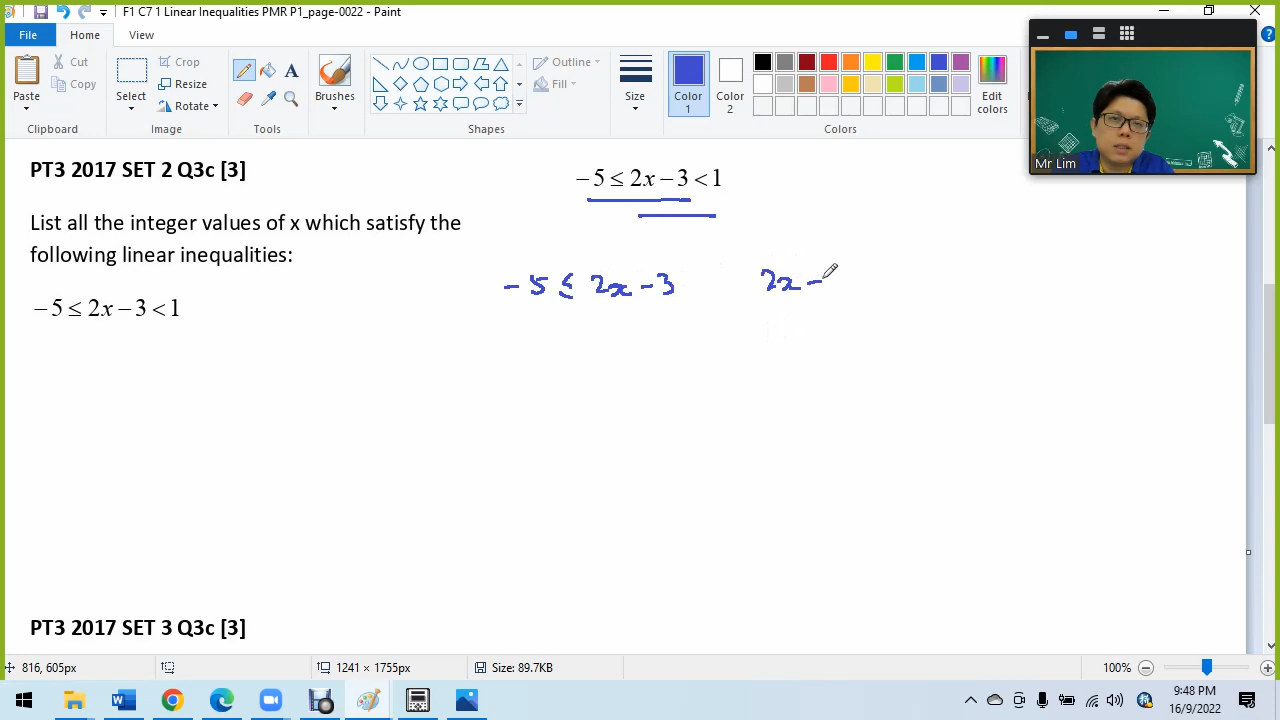 F1 C7 1 Linear Inequalities PMR P1_page-0022 - Paint
File Home View
Paste Cut Copy
Clipboard
Select Crop Resize Rotate
Image
Tools
Brushes
Shapes
Outline
Fill
Size
Color 1
Color 2
Edit colors
Colors
Mr Lim
PT3 2017 SET 2 Q3c [3]
−5 ≤ 2x − 3 < 1
List all the integer values of x which satisfy the
following linear inequalities:
−5 ≤ 2x − 3 < 1
-5 ≤ 2x -3
2x -
PT3 2017 SET 3 Q3c [3]
816, 605px
1241 × 1755px
Size: 89.7KB
100%
9:48 PM
16/9/2022